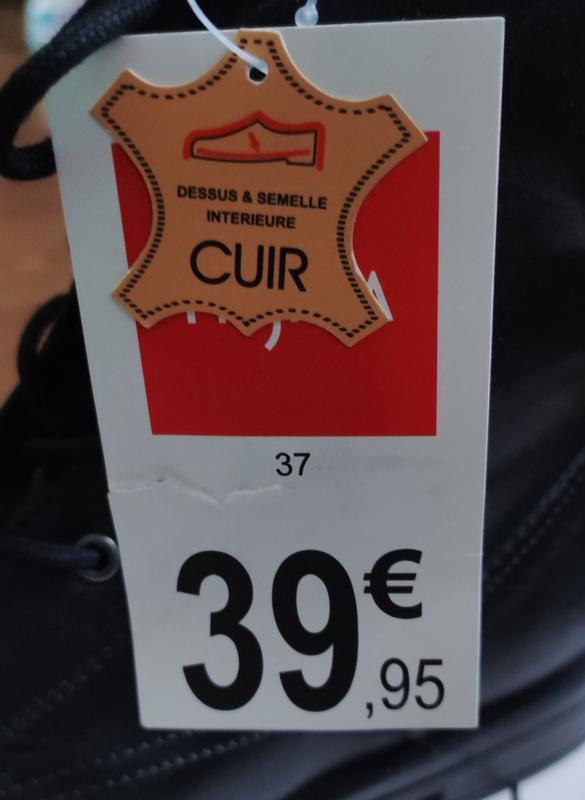 DESSUS & SEMELLE
INTERIEURE
CUIR
37
39€,95